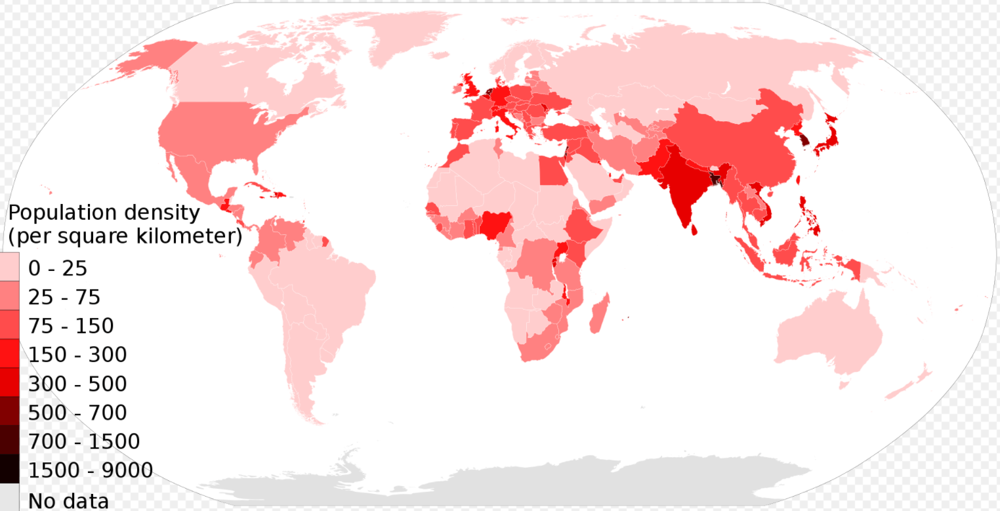 Population density
(per square kilometer)
0 - 25
25 - 75
75 - 150
150 - 300
300 - 500
500 - 700
700 - 1500
1500 - 9000
No data